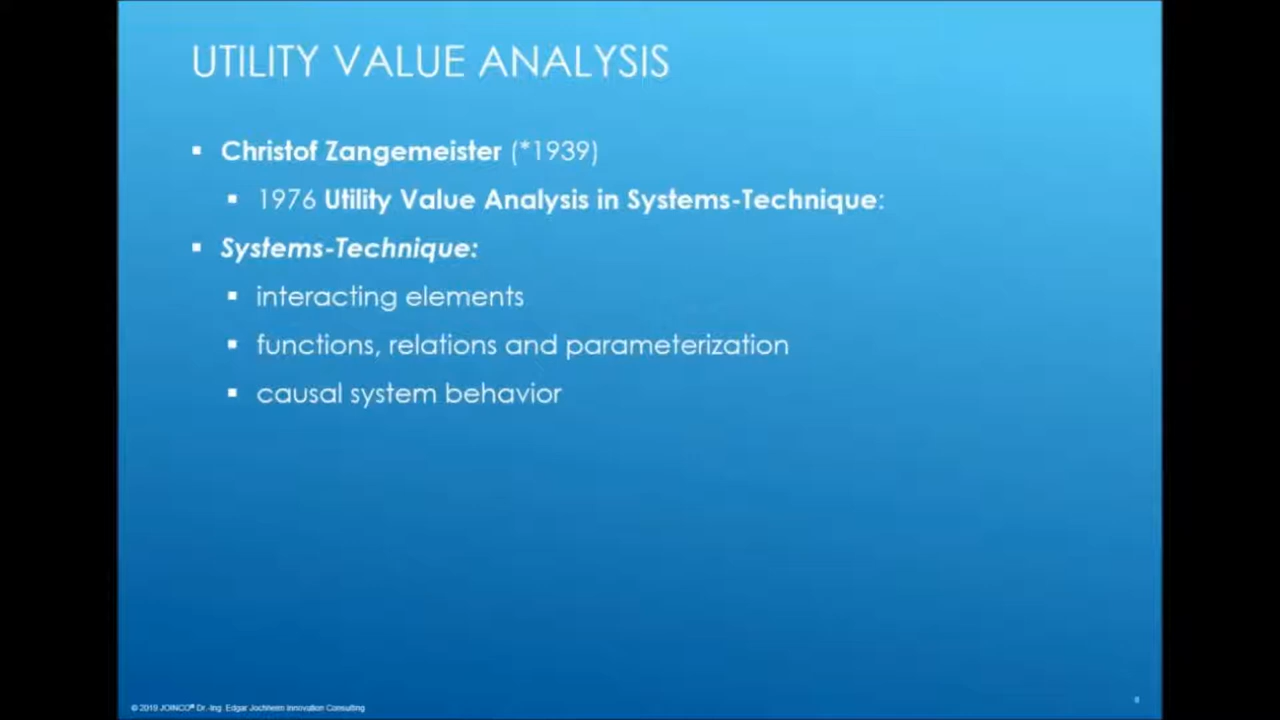 UTILITY VALUE ANALYSIS
▪ Christof Zangemeister (*1939)
▪ 1976 Utility Value Analysis in Systems-Technique:
▪ Systems-Technique:
▪ interacting elements
▪ functions, relations and parameterization
▪ causal system behavior
© 2019 JOINCO® Dr.-Ing. Edgar Jochheim Innovation Consulting